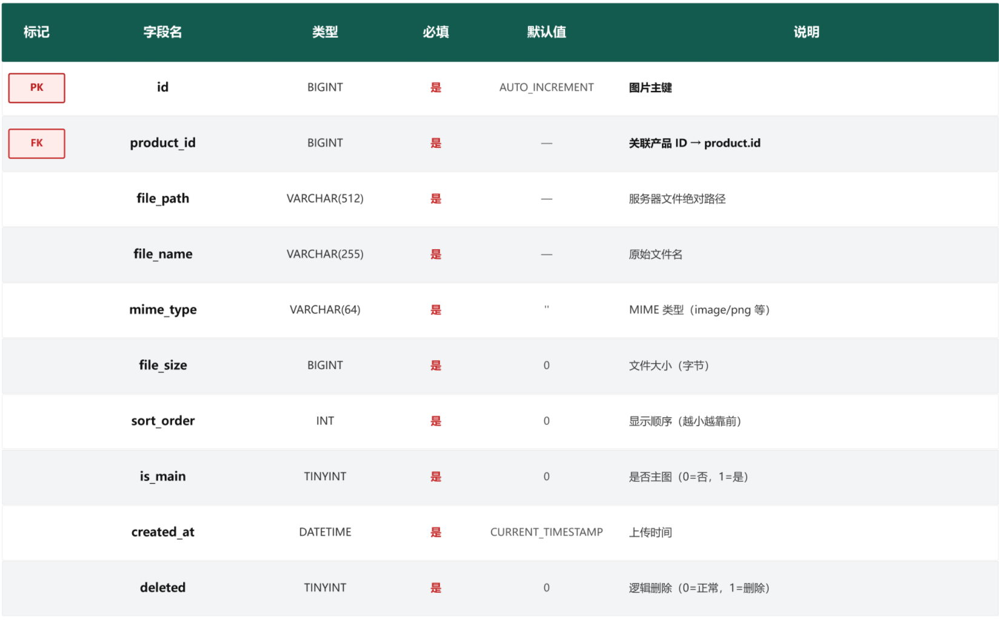 标记 字段名 类型 必填 默认值 说明
PK id BIGINT 是 AUTO_INCREMENT 图片主键
FK product_id BIGINT 是 — 关联产品 ID → product.id
file_path VARCHAR(512) 是 — 服务器文件绝对路径
file_name VARCHAR(255) 是 — 原始文件名
mime_type VARCHAR(64) 是 '' MIME 类型（image/png 等）
file_size BIGINT 是 0 文件大小（字节）
sort_order INT 是 0 显示顺序（越小越靠前）
is_main TINYINT 是 0 是否主图（0=否，1=是）
created_at DATETIME 是 CURRENT_TIMESTAMP 上传时间
deleted TINYINT 是 0 逻辑删除（0=正常，1=删除）